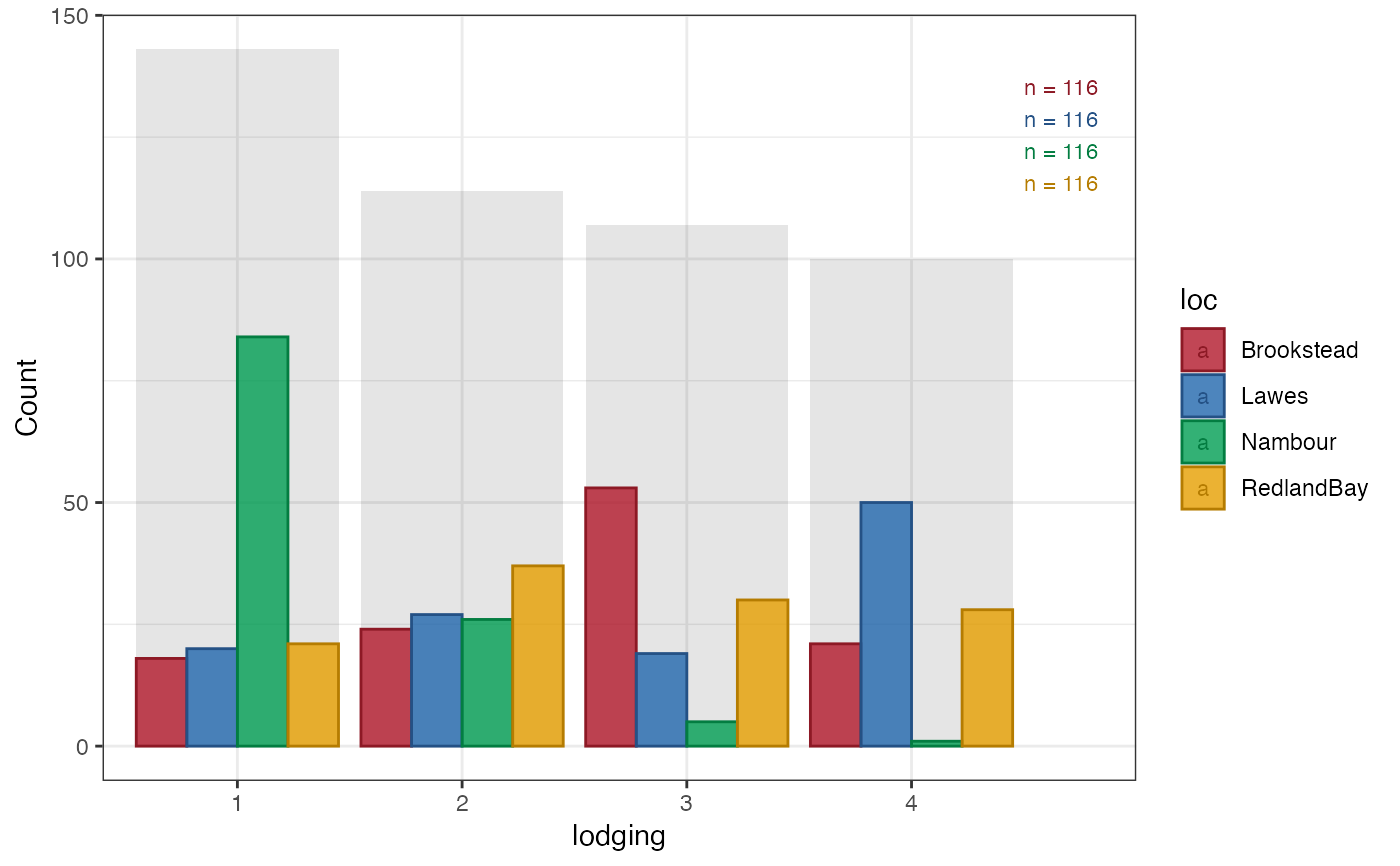 150
100
50
0
Count
1
2
3
4
lodging
n = 116
n = 116
n = 116
n = 116
loc
a Brookstead
a Lawes
a Nambour
a RedlandBay